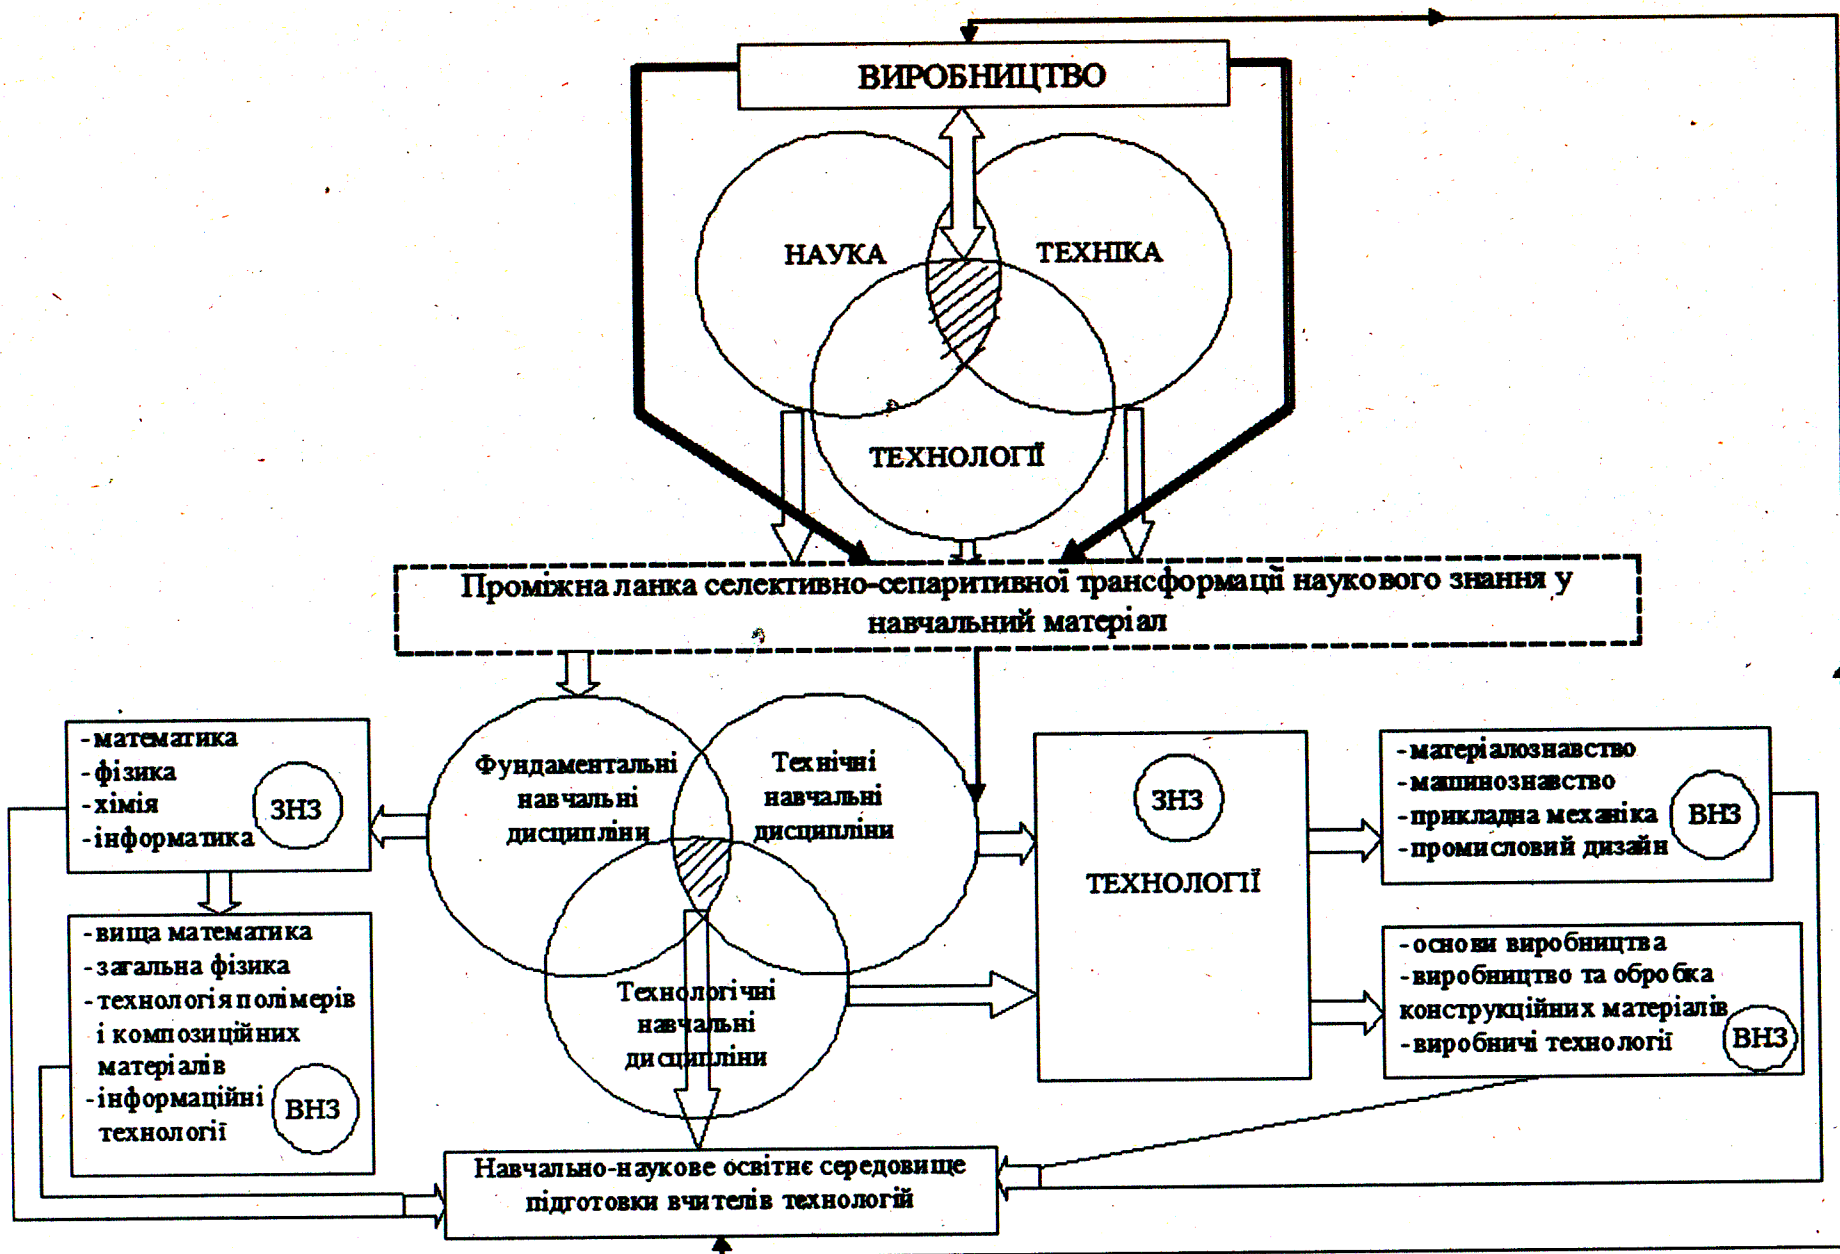 ВИРОБНИЦТВО
НАУКА
ТЕХНІКА
ТЕХНОЛОГІЇ
Проміжна ланка селективно-сепаритивної трансформації наукового знання у
навчальний матеріал
-математика
-фізика
-хімія
-інформатика
ЗНЗ
Фундаментальні
навчальні
дисципліни
Технічні
навчальні
дисципліни
ЗНЗ
ТЕХНОЛОГІЇ
-матеріалознавство
-машинознавство
-прикладна механіка
-промисловий дизайн
ВНЗ
-вища математика
-загальна фізика
-технологія полімерів
і композиційних
матеріалів
-інформаційні
технології
ВНЗ
Технологічні
навчальні
дисципліни
-основи виробництва
-виробництво та обробка
конструкційних матеріалів
-виробничі технології
ВНЗ
Навчально-наукове освітнє середовище
підготовки вчителів технологій